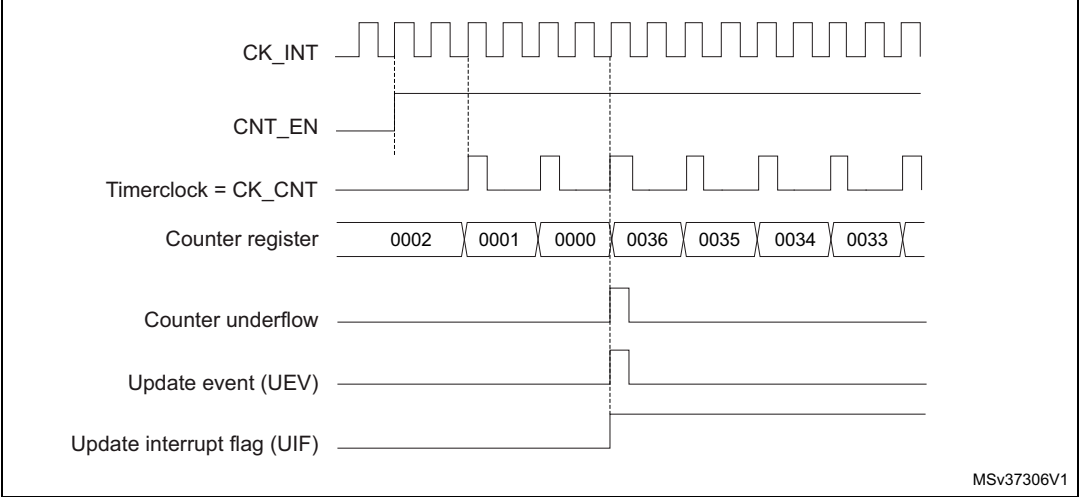 CK_INT
CNT_EN
Timerclock = CK_CNT
Counter register 0002 0001 0000 0036 0035 0034 0033
Counter underflow
Update event (UEV)
Update interrupt flag (UIF)
MSv37306V1